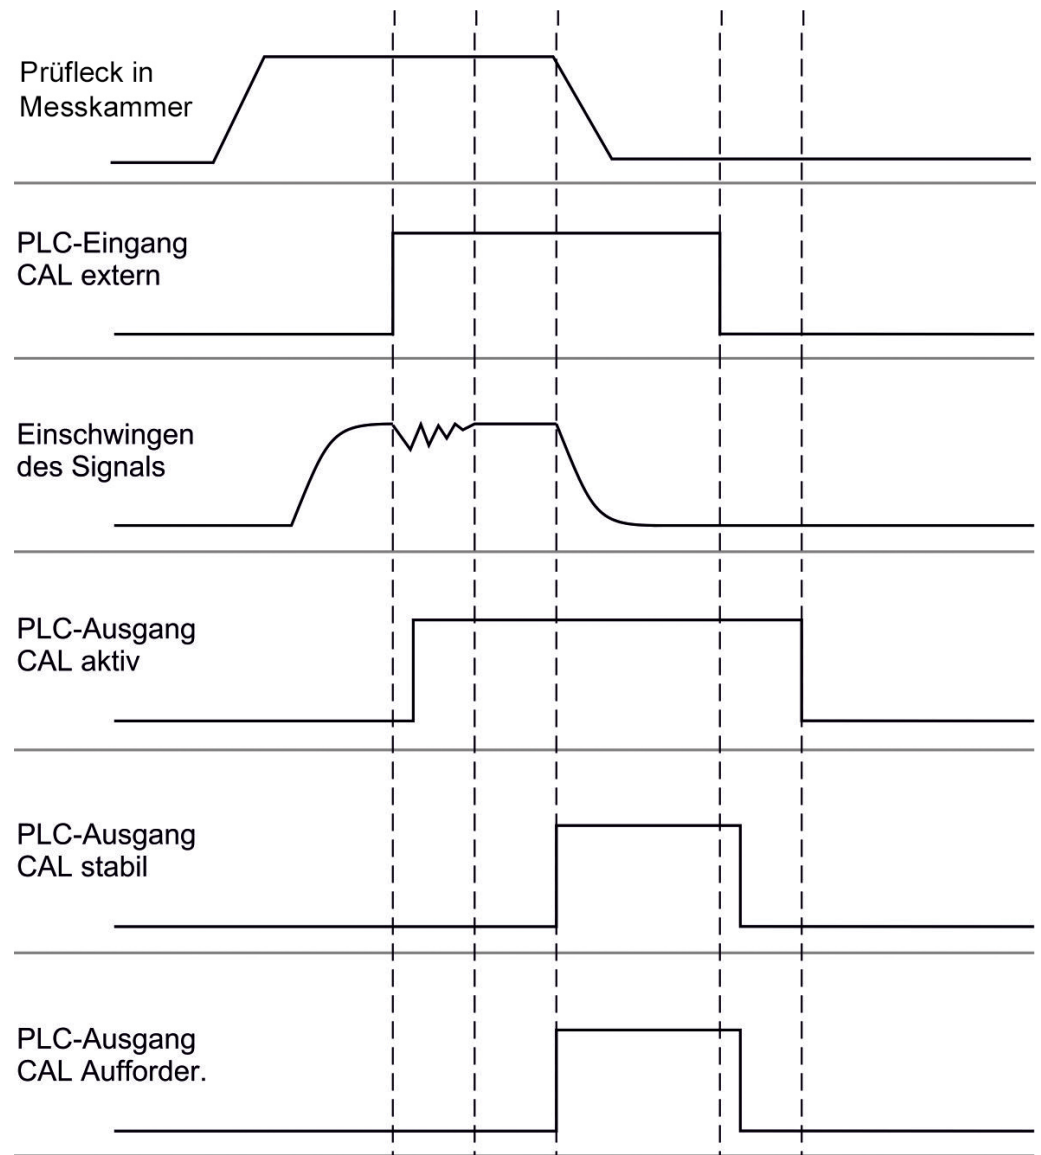 Prüfleck in
Messkammer
PLC-Eingang
CAL extern
Einschwingen
des Signals
PLC-Ausgang
CAL aktiv
PLC-Ausgang
CAL stabil
PLC-Ausgang
CAL Aufforder.